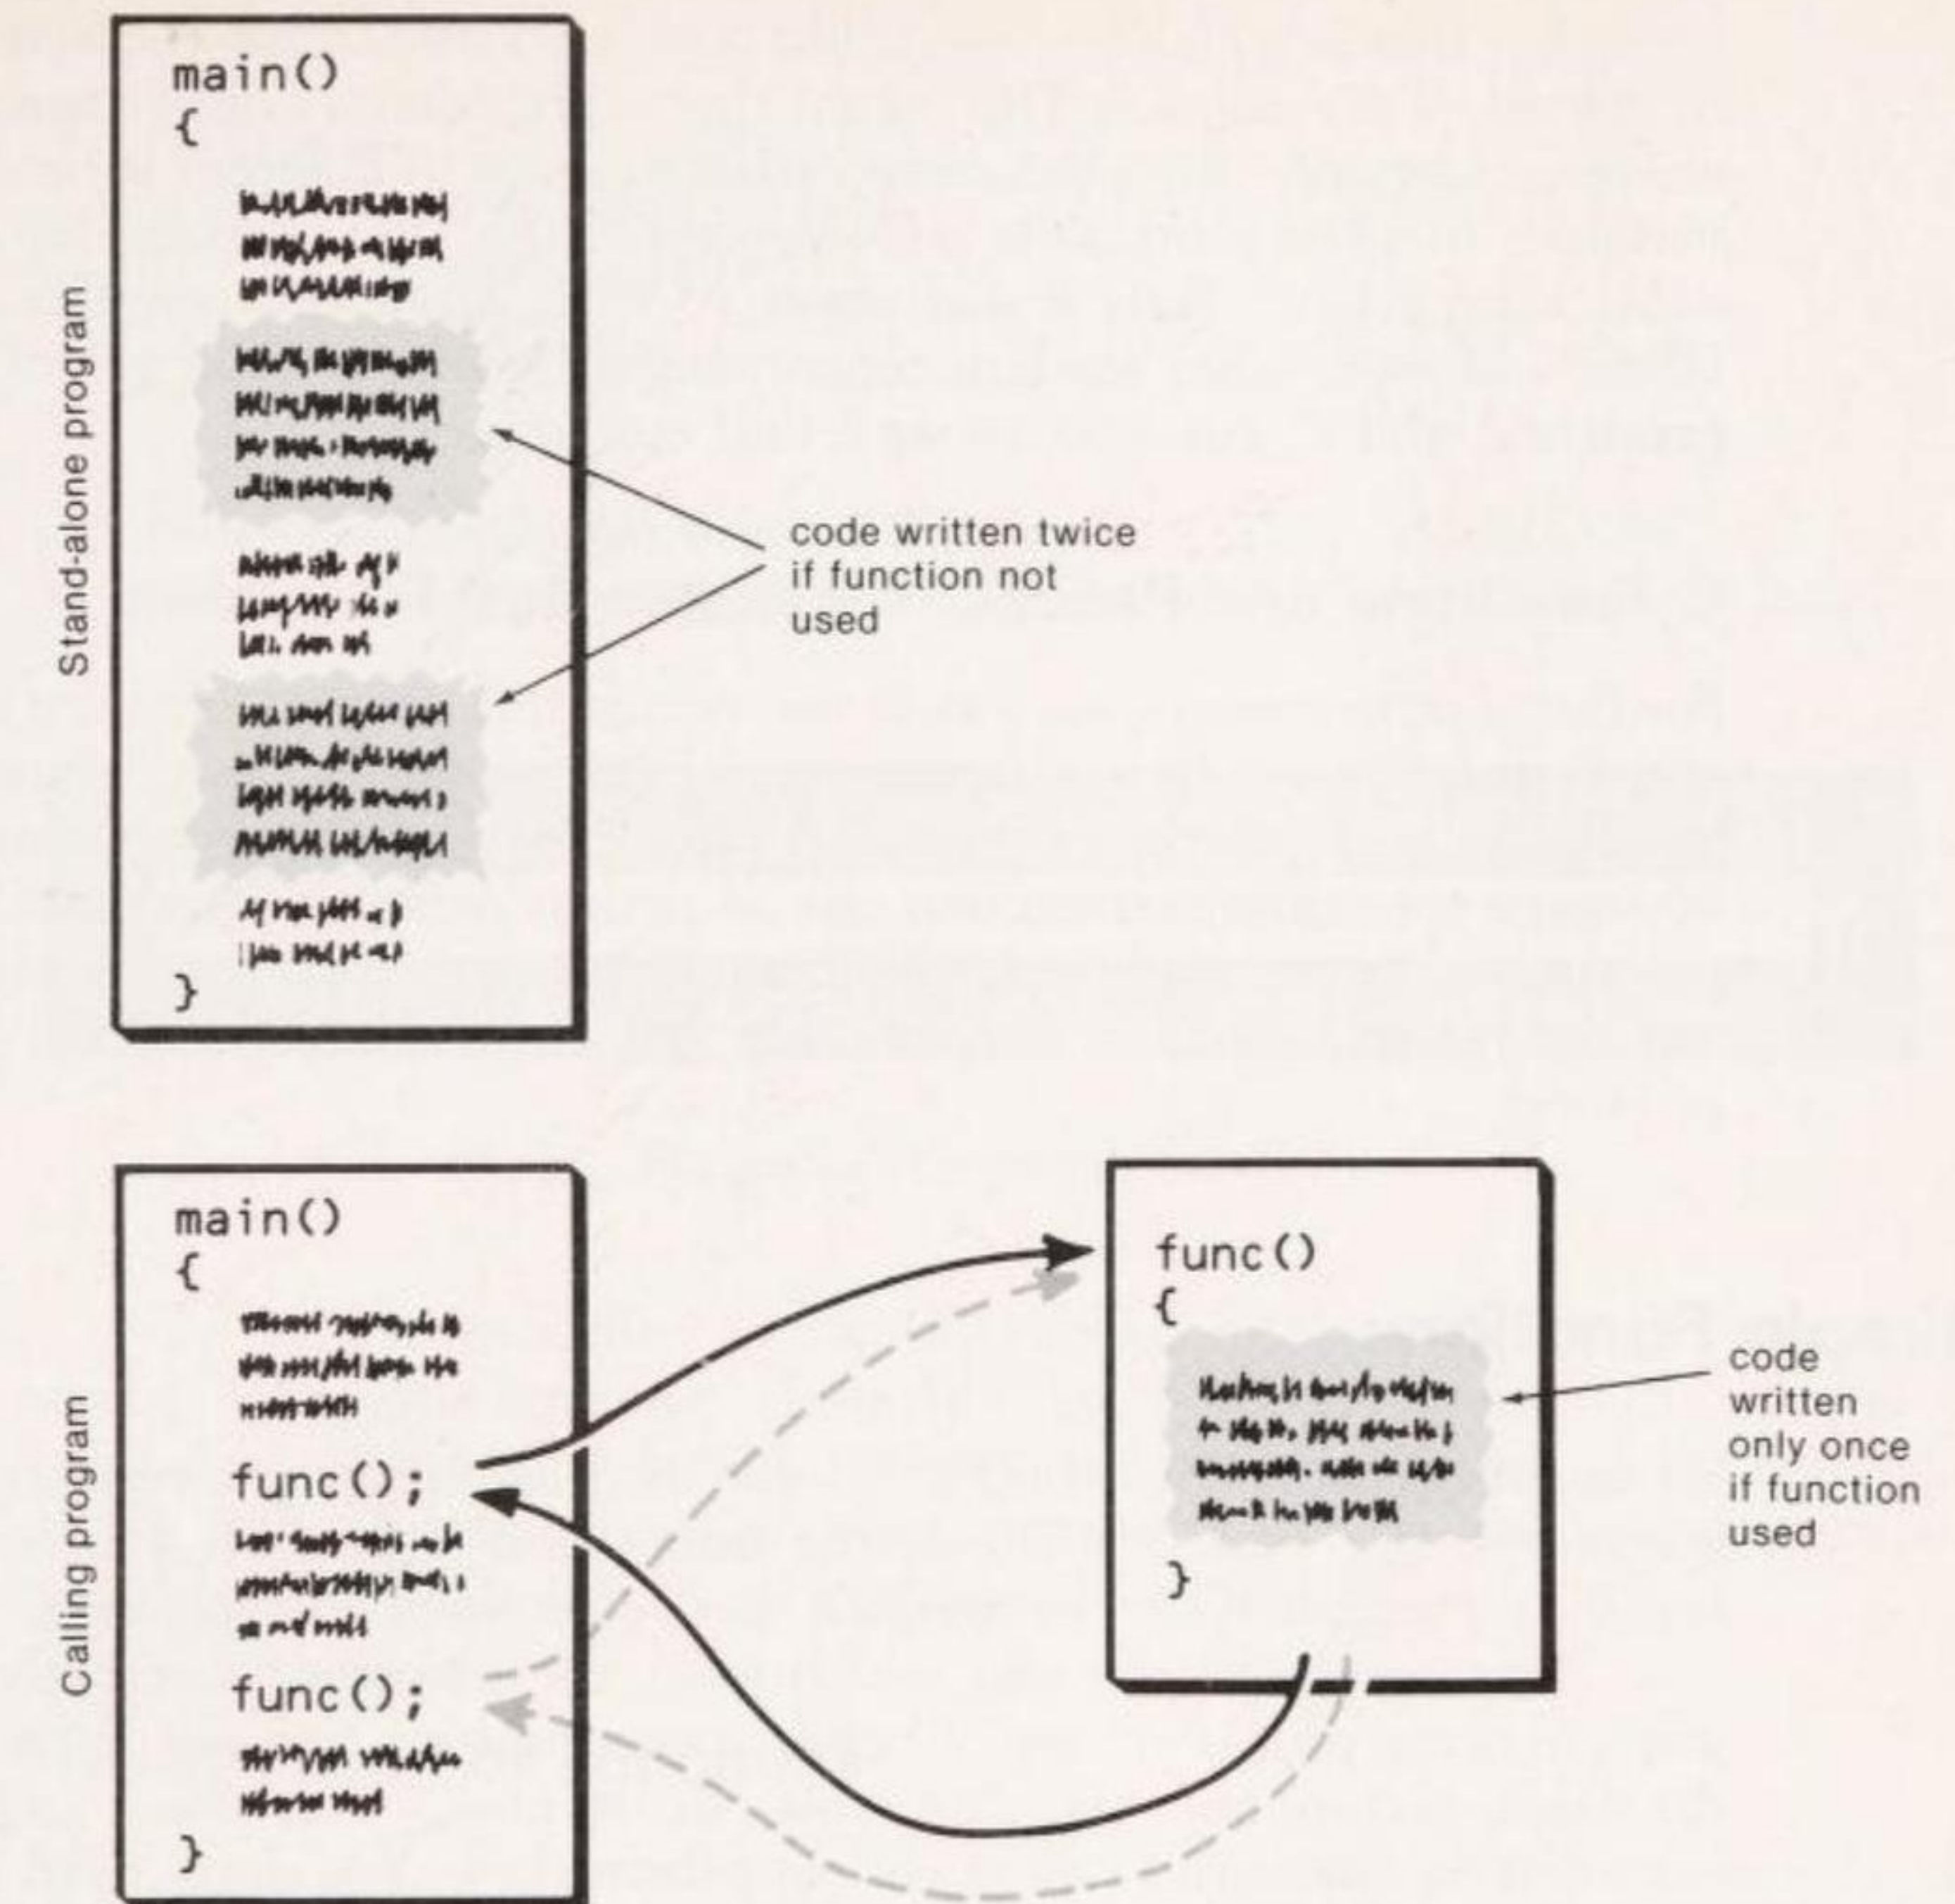 Stand-alone program
main()
{
code written twice
if function not
used
}
Calling program
main()
{
func();
func();
}
func()
{
}
code
written
only once
if function
used